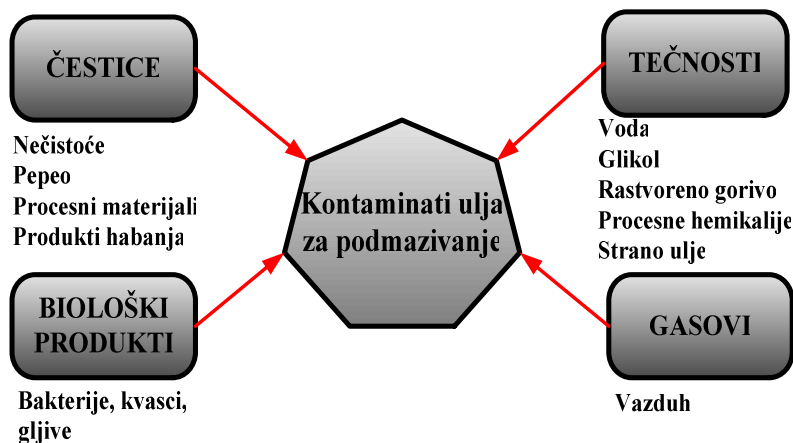 ČESTICE
Nečistoće
Pepeo
Procesni materijali
Produkti habanja
TEČNOSTI
Voda
Glikol
Rastvoreno gorivo
Procesne hemikalije
Strano ulje
Kontaminati ulja
za podmazivanje
BIOLOŠKI
PRODUKTI
Bakterije, kvasci,
gljive
GASOVI
Vazduh